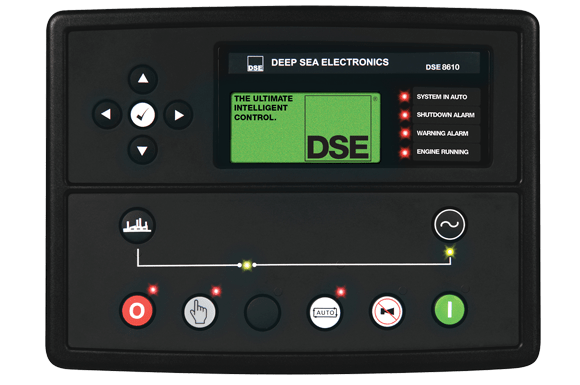 DSE
DEEP SEA ELECTRONICS
DSE 8610
THE ULTIMATE
INTELLIGENT
CONTROL.
DSE
®
SYSTEM IN AUTO
SHUTDOWN ALARM
WARNING ALARM
ENGINE RUNNING
O
AUTO
I